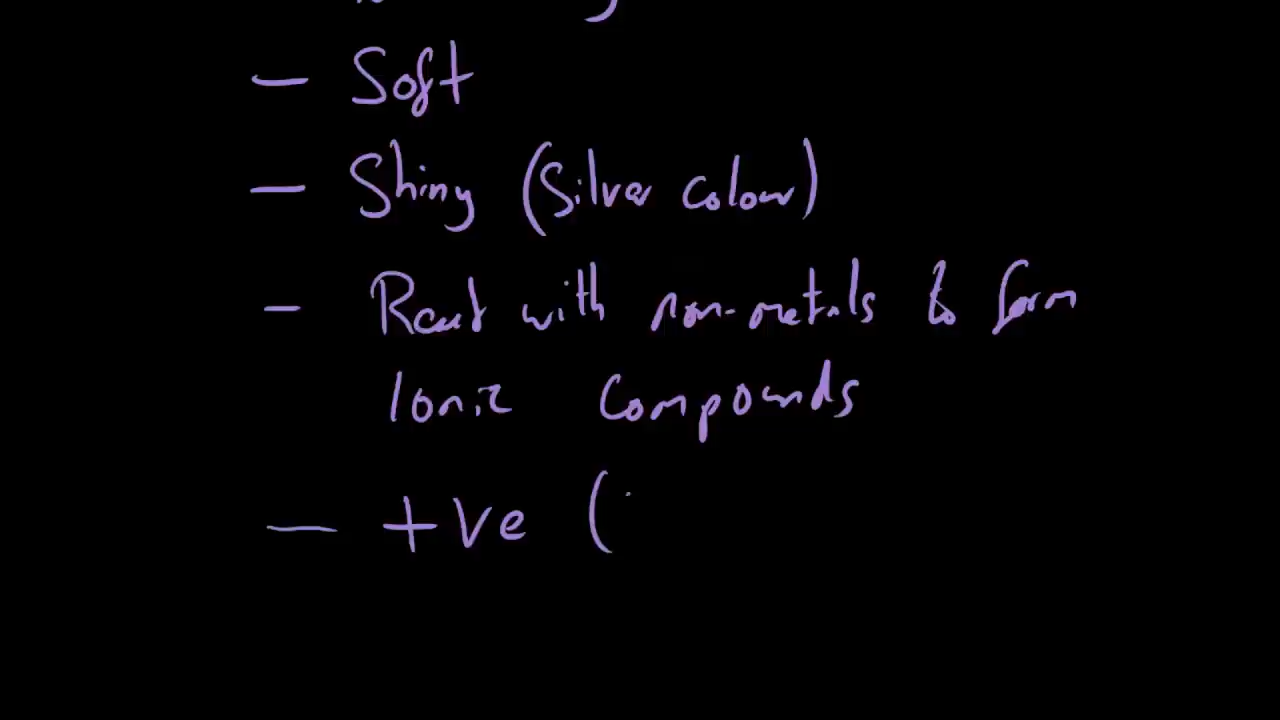 — Soft
— Shiny (Silver colour)
- React with non-metals to form
Ionic Compounds
— +ve (